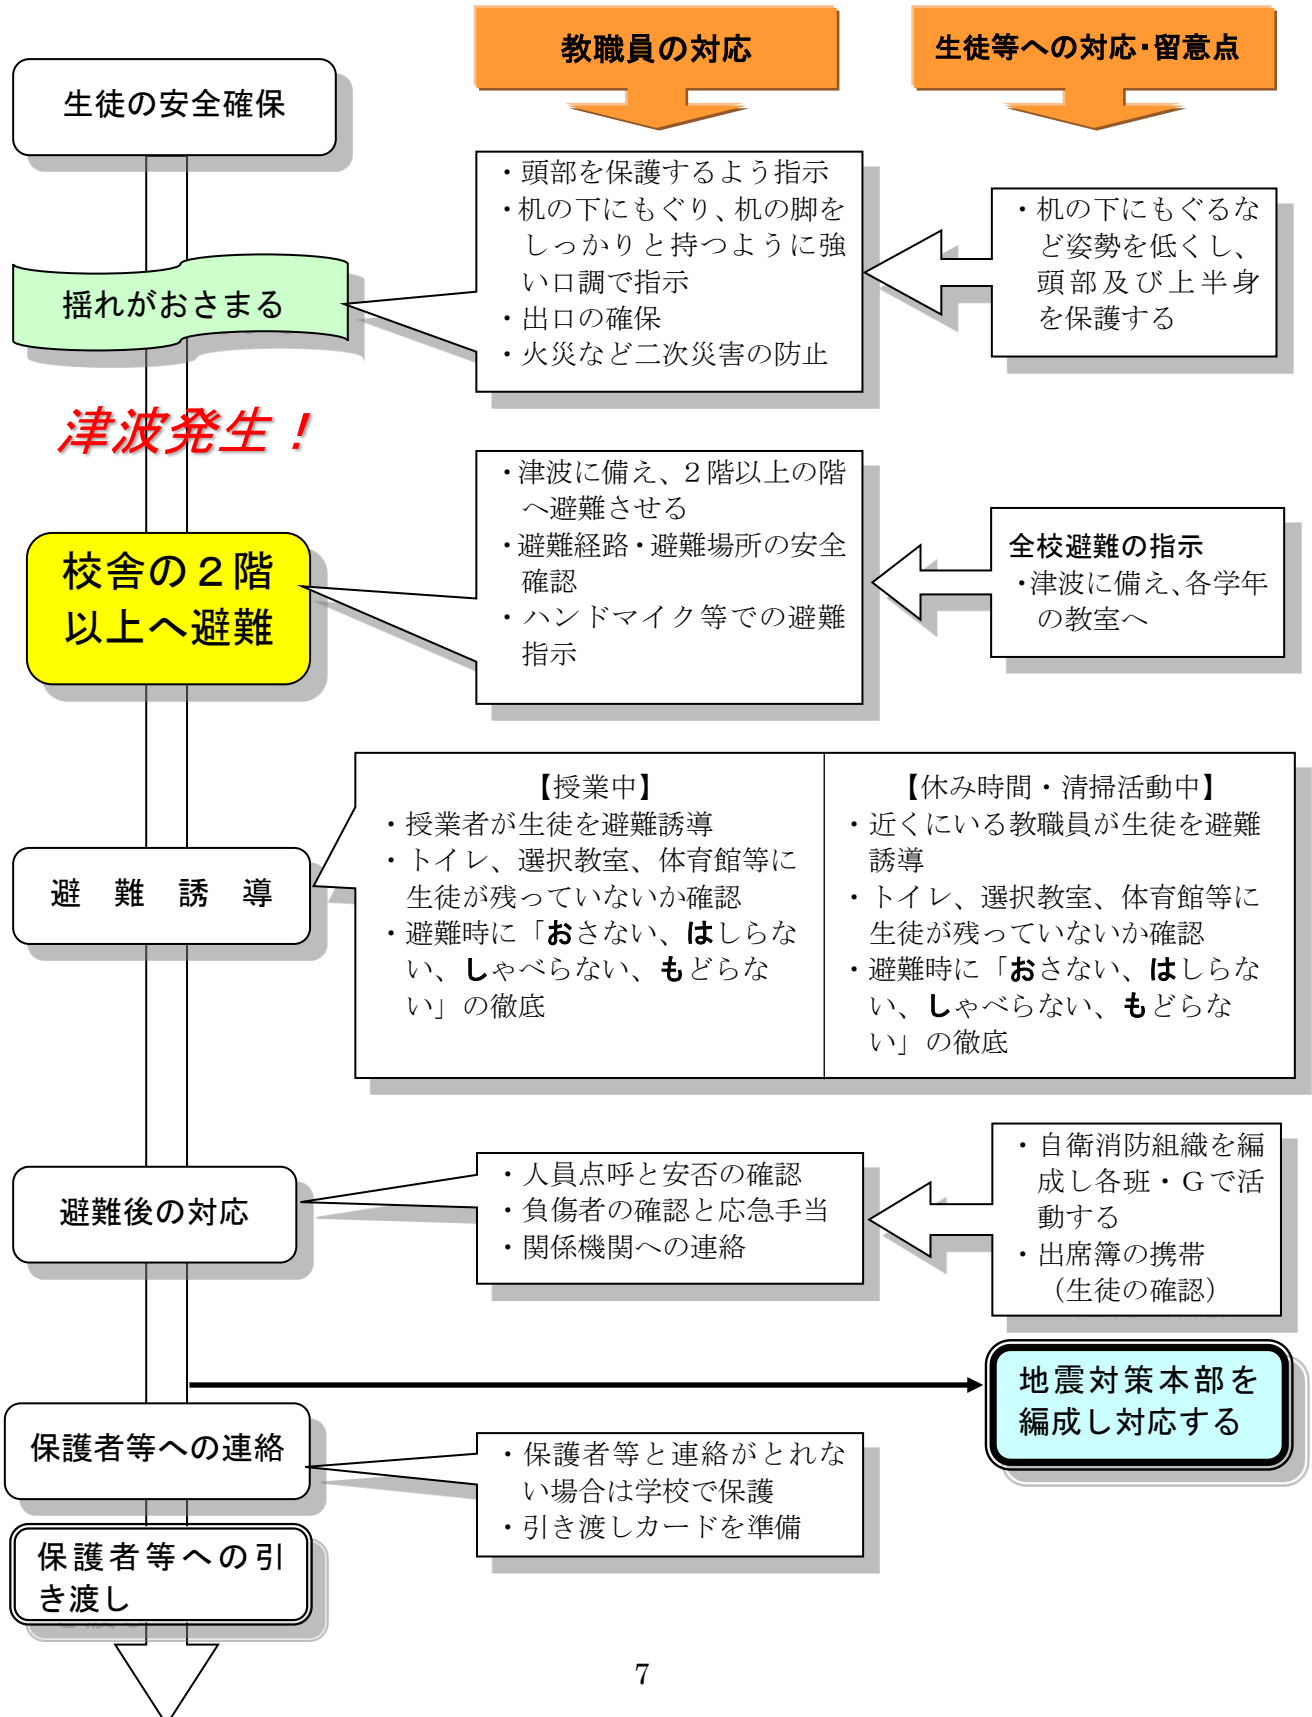 教職員の対応
生徒等への対応・留意点
生徒の安全確保
・頭部を保護するよう指示
・机の下にもぐり、机の脚を
しっかりと持つように強
い口調で指示
・出口の確保
・火災など二次災害の防止
・机の下にもぐるな
ど姿勢を低くし、
頭部及び上半身
を保護する
揺れがおさまる
津波発生！
校舎の２階
以上へ避難
・津波に備え、２階以上の階
へ避難させる
・避難経路・避難場所の安全
確認
・ハンドマイク等での避難
指示
全校避難の指示
・津波に備え、各学年
の教室へ
避　難　誘　導
【授業中】
・授業者が生徒を避難誘導
・トイレ、選択教室、体育館等に
生徒が残っていないか確認
・避難時に「おさない、はしらな
い、しゃべらない、もどらな
い」の徹底
【休み時間・清掃活動中】
・近くにいる教職員が生徒を避難
誘導
・トイレ、選択教室、体育館等に
生徒が残っていないか確認
・避難時に「おさない、はしらな
い、しゃべらない、もどらな
い」の徹底
避難後の対応
・人員点呼と安否の確認
・負傷者の確認と応急手当
・関係機関への連絡
・自衛消防組織を編
成し各班・Ｇで活
動する
・出席簿の携帯
（生徒の確認）
地震対策本部を
編成し対応する
保護者等への連絡
・保護者等と連絡がとれな
い場合は学校で保護
・引き渡しカードを準備
保護者等への引
き渡し
7